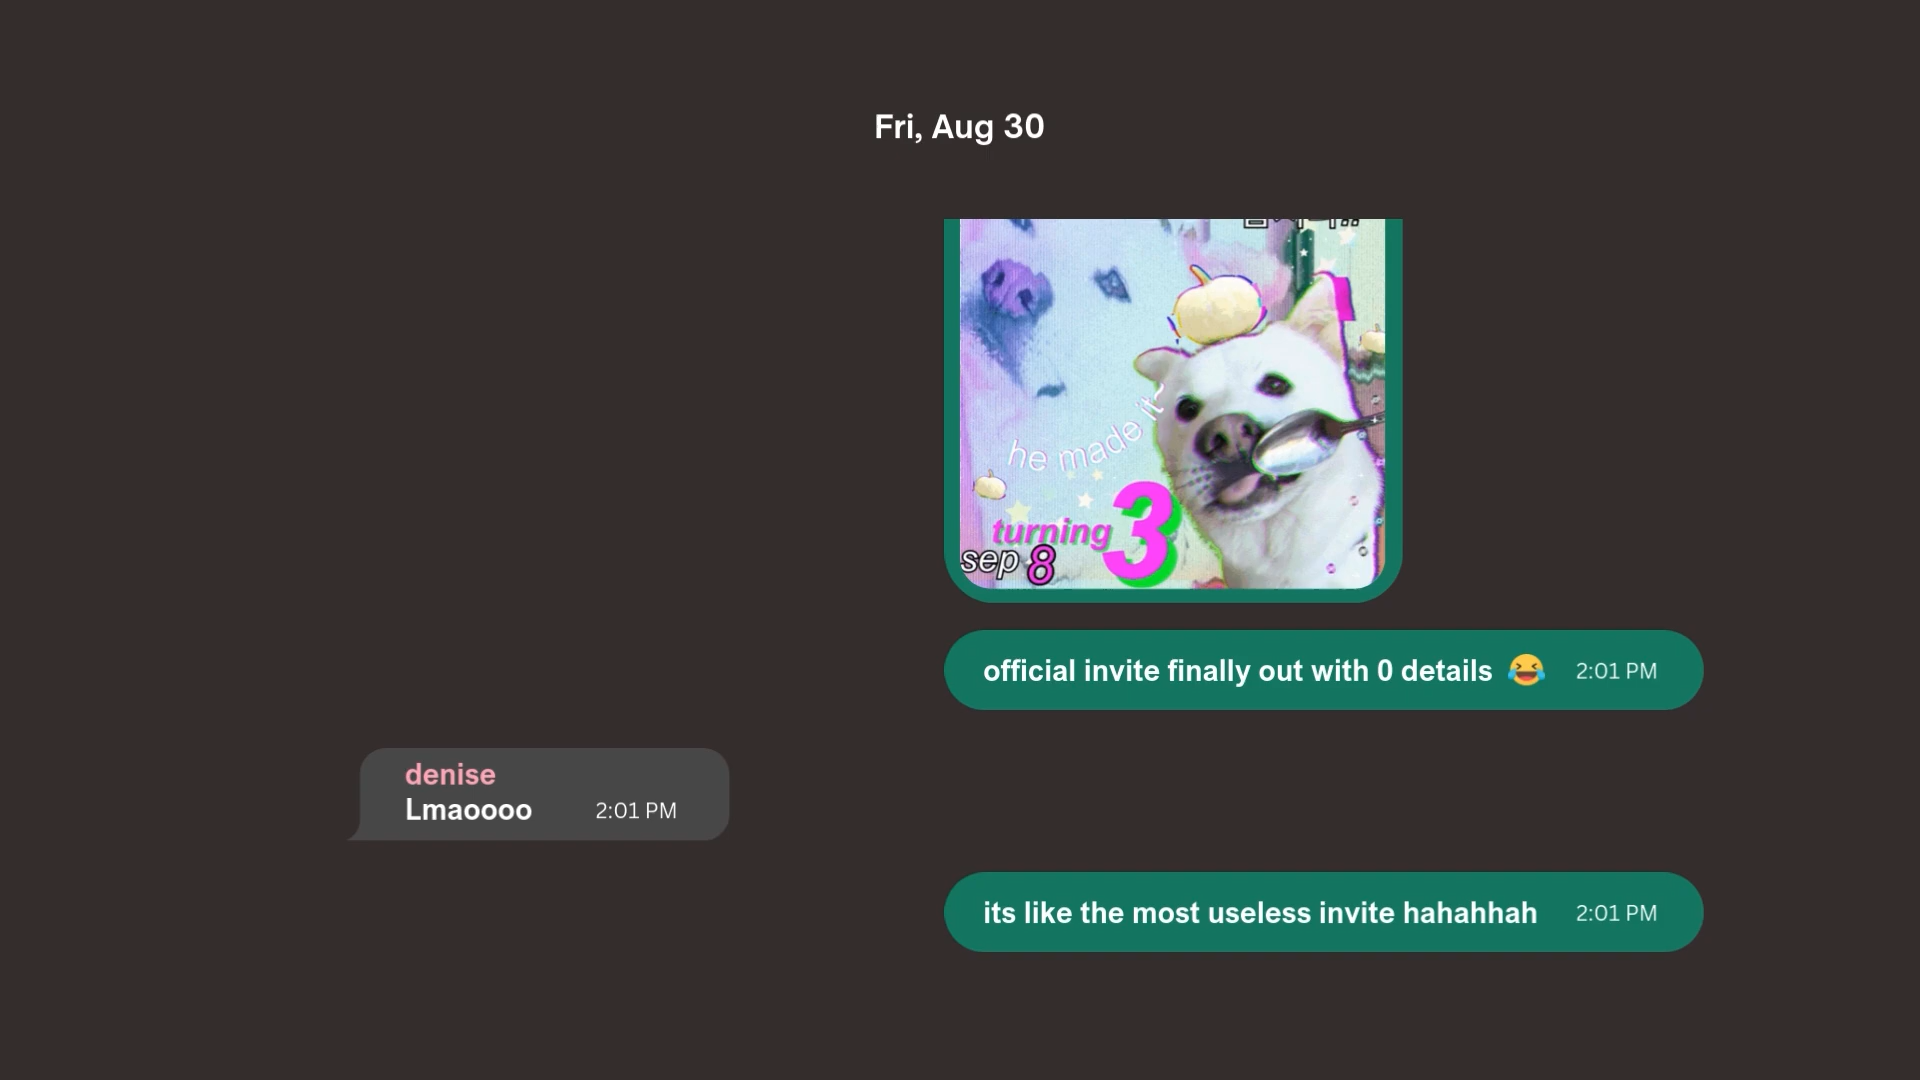 Fri, Aug 30
he made it~
turning 3
sep 8
official invite finally out with 0 details 😂 2:01 PM
denise
Lmaoooo 2:01 PM
its like the most useless invite hahahhah 2:01 PM